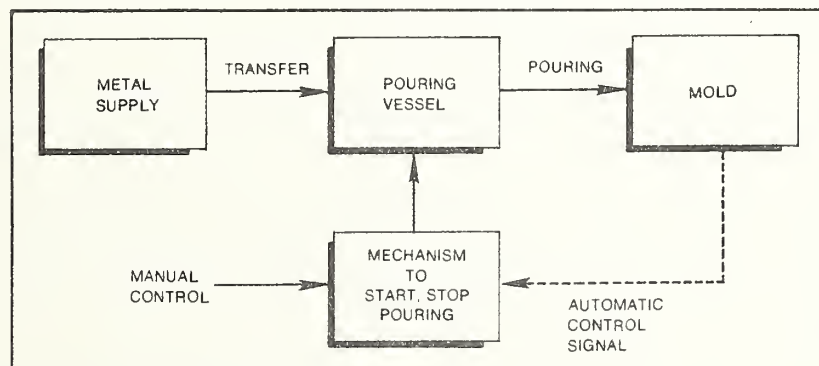 METAL
SUPPLY
TRANSFER
POURING
VESSEL
POURING
MOLD
MANUAL
CONTROL
MECHANISM
TO
START, STOP
POURING
AUTOMATIC
CONTROL
SIGNAL